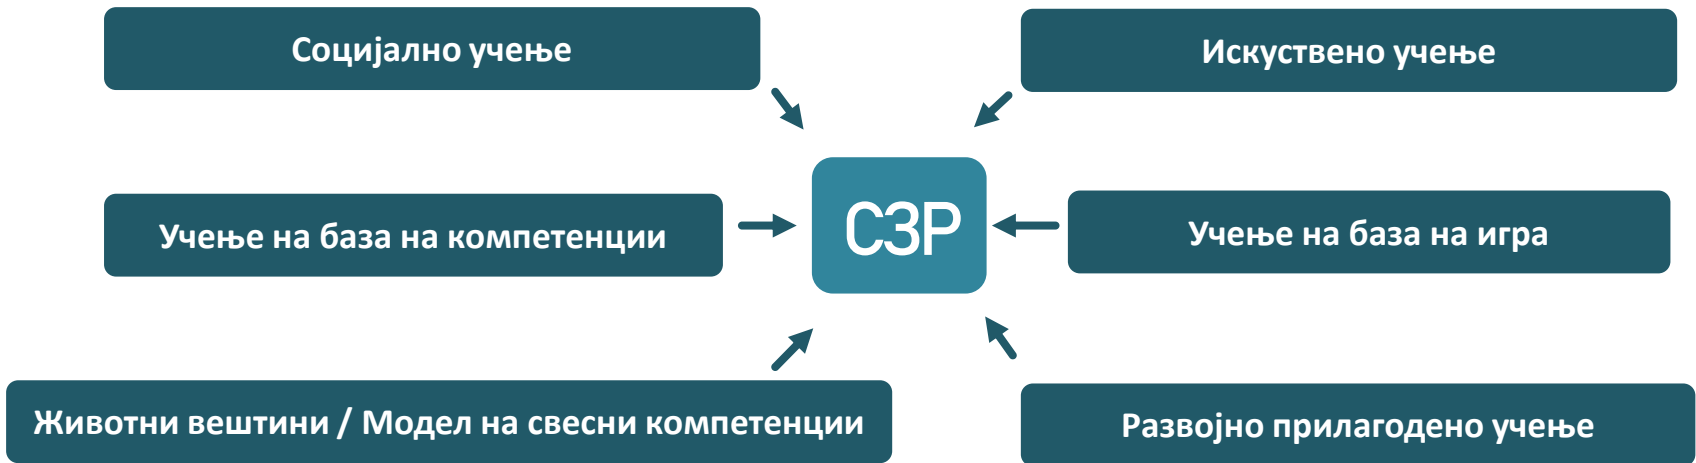 Социјално учење
Искуствено учење
Учење на база на компетенции
СЗР
Учење на база на игра
Животни вештини / Модел на свесни компетенции
Развојно прилагодено учење